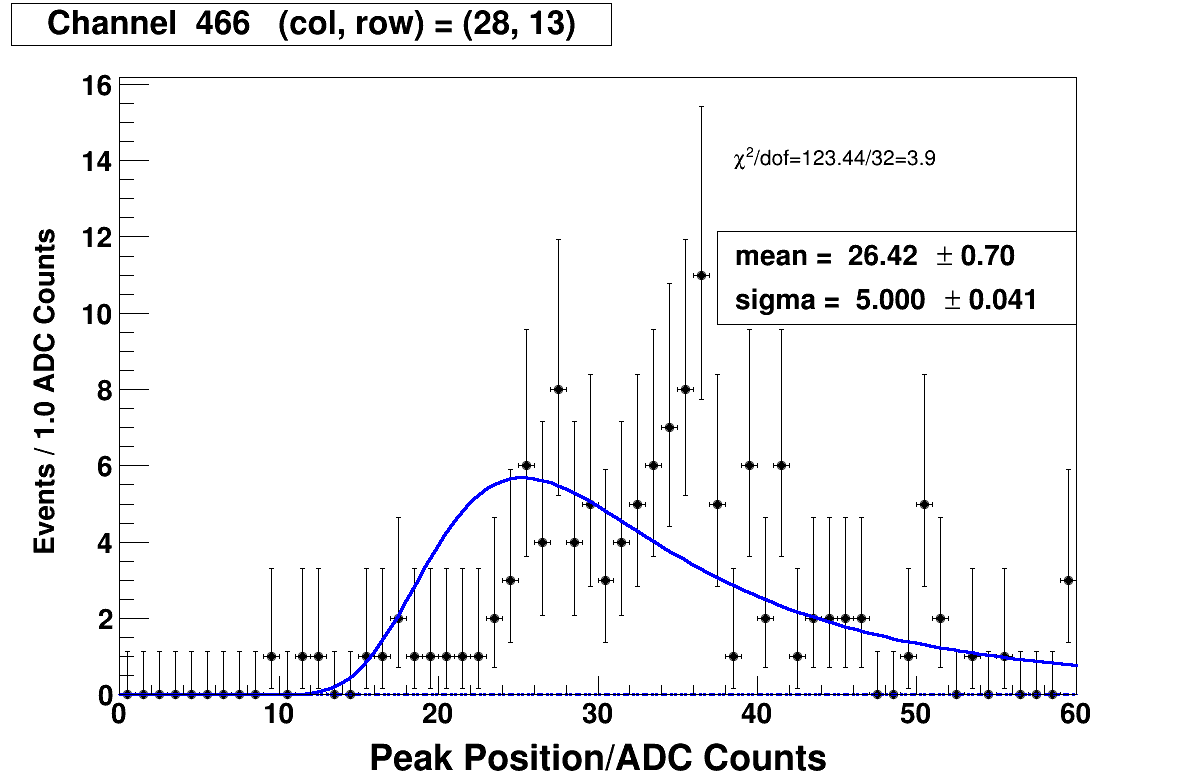 Channel 466 (col, row) = (28, 13)
16
14
12
10
8
6
4
2
0
Events / 1.0 ADC Counts
χ²/dof=123.44/32=3.9
mean = 26.42 ± 0.70
sigma = 5.000 ± 0.041
0 10 20 30 40 50 60
Peak Position/ADC Counts